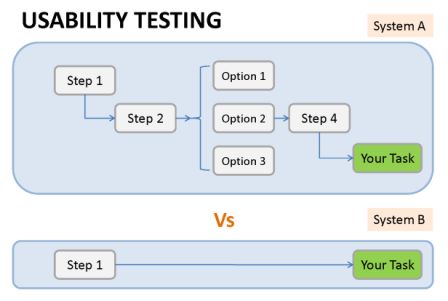 USABILITY TESTING
System A
Step 1
Option 1
Step 2
Option 2
Step 4
Option 3
Your Task
Vs
System B
Step 1
Your Task